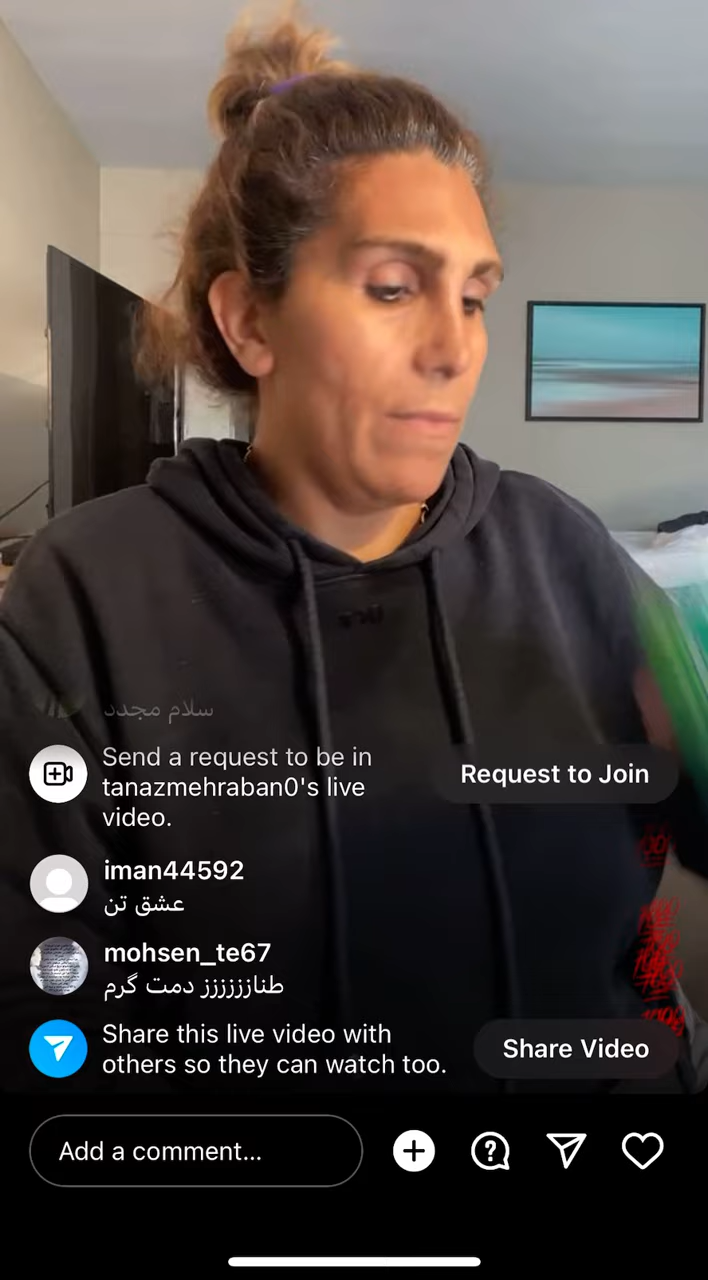 سلام مجدد
Send a request to be in
tanazmehraban0's live
video.
Request to Join
iman44592
عشق تن
mohsen_te67
طناززززززز دمت گرم
Share this live video with
others so they can watch too.
Share Video
Add a comment...